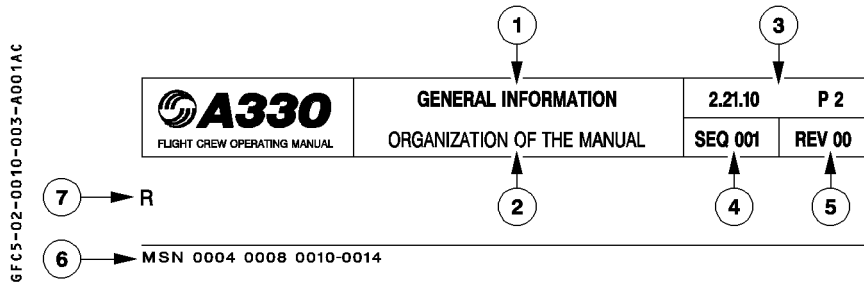 1
3
A330
FLIGHT CREW OPERATING MANUAL
GENERAL INFORMATION
2.21.10 P 2
ORGANIZATION OF THE MANUAL
SEQ 001 REV 00
7 R
2 4 5
6 MSN 0004 0008 0010-0014
GFC5-02-0010-003-A001AC